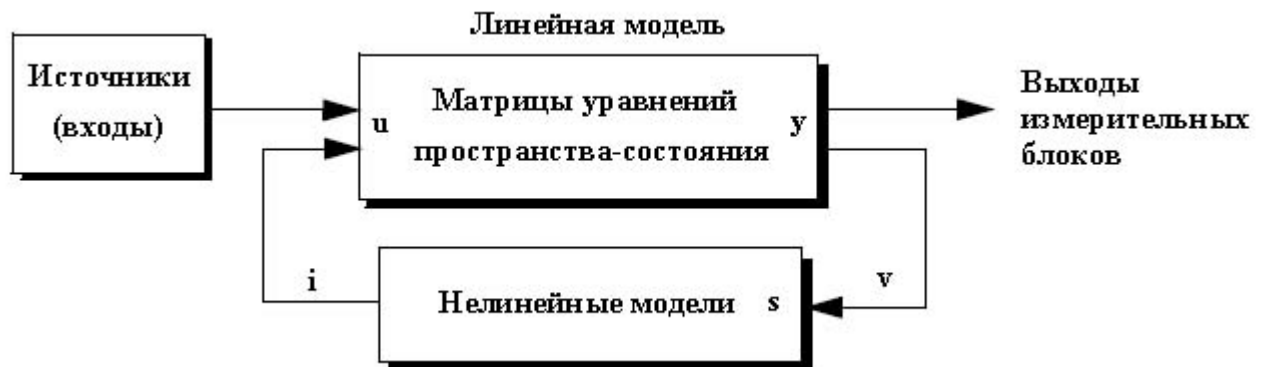 Линейная модель
Источники
(входы)
u
Матрицы уравнений
пространства-состояния
y
Выходы
измерительных
блоков
i
Нелинейные модели
s
v